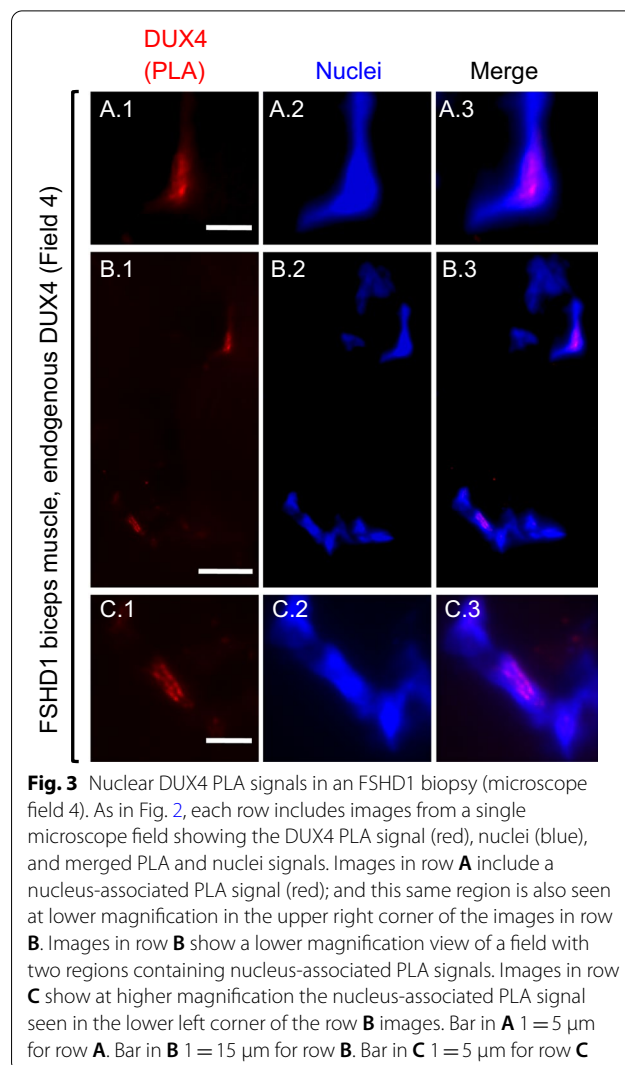 DUX4
(PLA)
Nuclei
Merge
FSHD1 biceps muscle, endogenous DUX4 (Field 4)
A.1
A.2
A.3
B.1
B.2
B.3
C.1
C.2
C.3
Fig. 3 Nuclear DUX4 PLA signals in an FSHD1 biopsy (microscope
field 4). As in Fig. 2, each row includes images from a single
microscope field showing the DUX4 PLA signal (red), nuclei (blue),
and merged PLA and nuclei signals. Images in row A include a
nucleus-associated PLA signal (red); and this same region is also seen
at lower magnification in the upper right corner of the images in row
B. Images in row B show a lower magnification view of a field with
two regions containing nucleus-associated PLA signals. Images in row
C show at higher magnification the nucleus-associated PLA signal
seen in the lower left corner of the row B images. Bar in A 1 = 5 μm
for row A. Bar in B 1 = 15 μm for row B. Bar in C 1 = 5 μm for row C